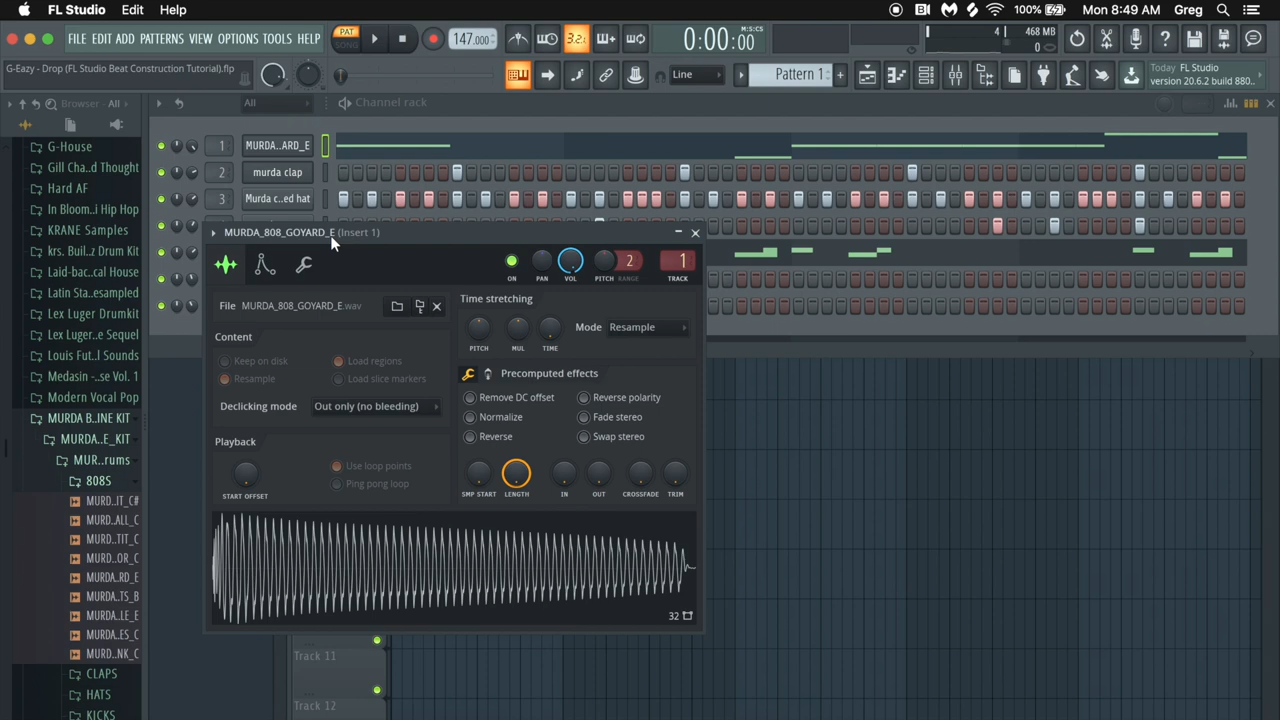 FL Studio Edit Help
100% Mon 8:49 AM Greg
FILE EDIT ADD PATTERNS VIEW OPTIONS TOOLS HELP
PAT
SONG
147.000
3.2.
0:00:00
M:S:CS
4
468 MB
0
G-Eazy - Drop (FL Studio Beat Construction Tutorial).flp
Line
Pattern 1
Today FL Studio
version 20.6.2 build 880..
Browser - All
All
Channel rack
G-House
Gill Cha..d Thought
Hard AF
In Bloom..i Hip Hop
KRANE Samples
krs. Buil..z Drum Kit
Laid-bac..cal House
Latin Sta..esampled
Lex Luger Drumkit
Lex Luger..e Sequel
Louis Fut..l Sounds
Medasin -..se Vol. 1
Modern Vocal Pop
MURDA B..INE KIT
MURDA..E_KIT
MUR..rums
808S
MURD..IT_C#
MURD..ALL_C
MURD..TIT_C
MURD..OR_C
MURDA..RD_E
MURDA..TS_B
MURDA..LE_E
MURDA..ES_C
MURD..NK_C
CLAPS
HATS
KICKS
1 MURDA..ARD_E
2 murda clap
3 Murda c..ed hat
MURDA_808_GOYARD_E (Insert 1)
ON PAN VOL PITCH RANGE TRACK
2
1
File MURDA_808_GOYARD_E.wav
Content
Keep on disk
Load regions
Resample
Load slice markers
Declicking mode Out only (no bleeding)
Playback
START OFFSET
Use loop points
Ping pong loop
Time stretching
PITCH MUL TIME
Mode Resample
Precomputed effects
Remove DC offset
Reverse polarity
Normalize
Fade stereo
Reverse
Swap stereo
SMP START LENGTH IN OUT CROSSFADE TRIM
32
Track 11
Track 12